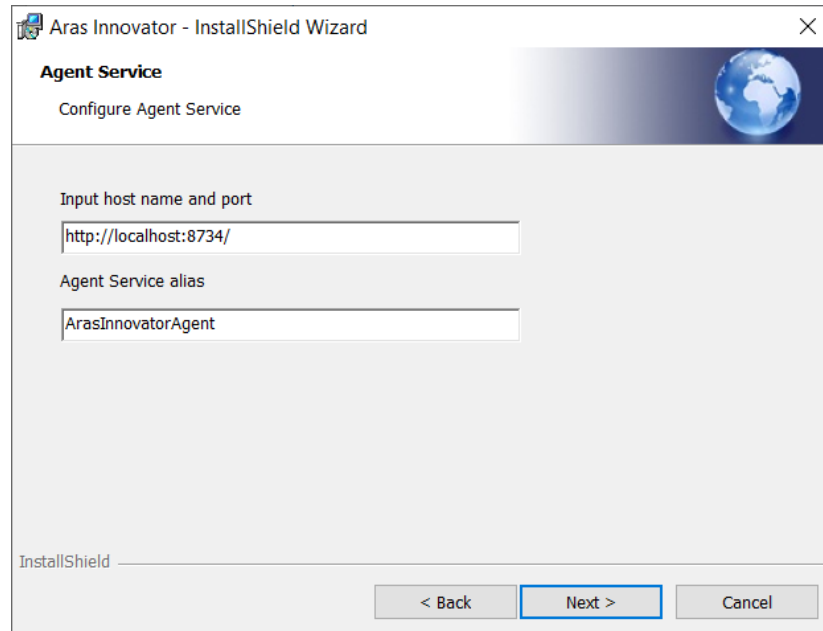 Aras Innovator - InstallShield Wizard
Agent Service
Configure Agent Service
Input host name and port
http://localhost:8734/
Agent Service alias
ArasInnovatorAgent
InstallShield
< Back
Next >
Cancel